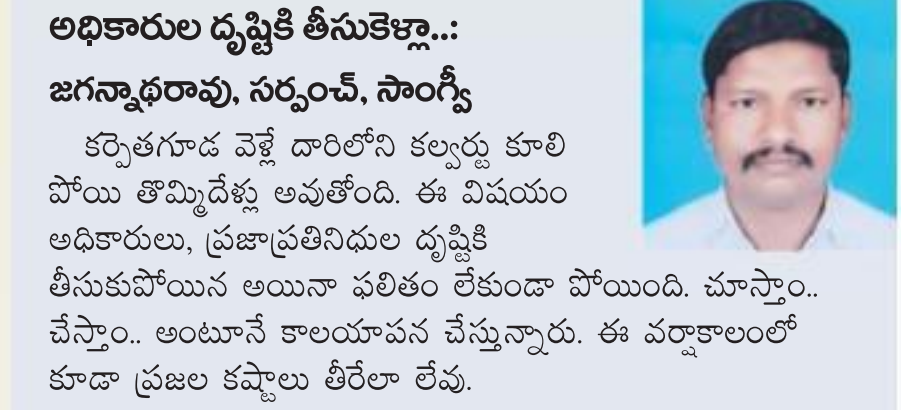 అధికారుల దృష్టికి తీసుకెళ్లా..:
జగన్నాథరావు, సర్పంచ్, సాంగ్వీ
కర్పెతగూడ వెళ్లే దారిలోని కల్వర్టు కూలి
పోయి తొమ్మిదేళ్లు అవుతోంది. ఈ విషయం
అధికారులు, ప్రజాప్రతినిధుల దృష్టికి
తీసుకుపోయిన అయినా ఫలితం లేకుండా పోయింది. చూస్తాం..
చేస్తాం.. అంటూనే కాలయాపన చేస్తున్నారు. ఈ వర్షాకాలంలో
కూడా ప్రజల కష్టాలు తీరేలా లేవు.